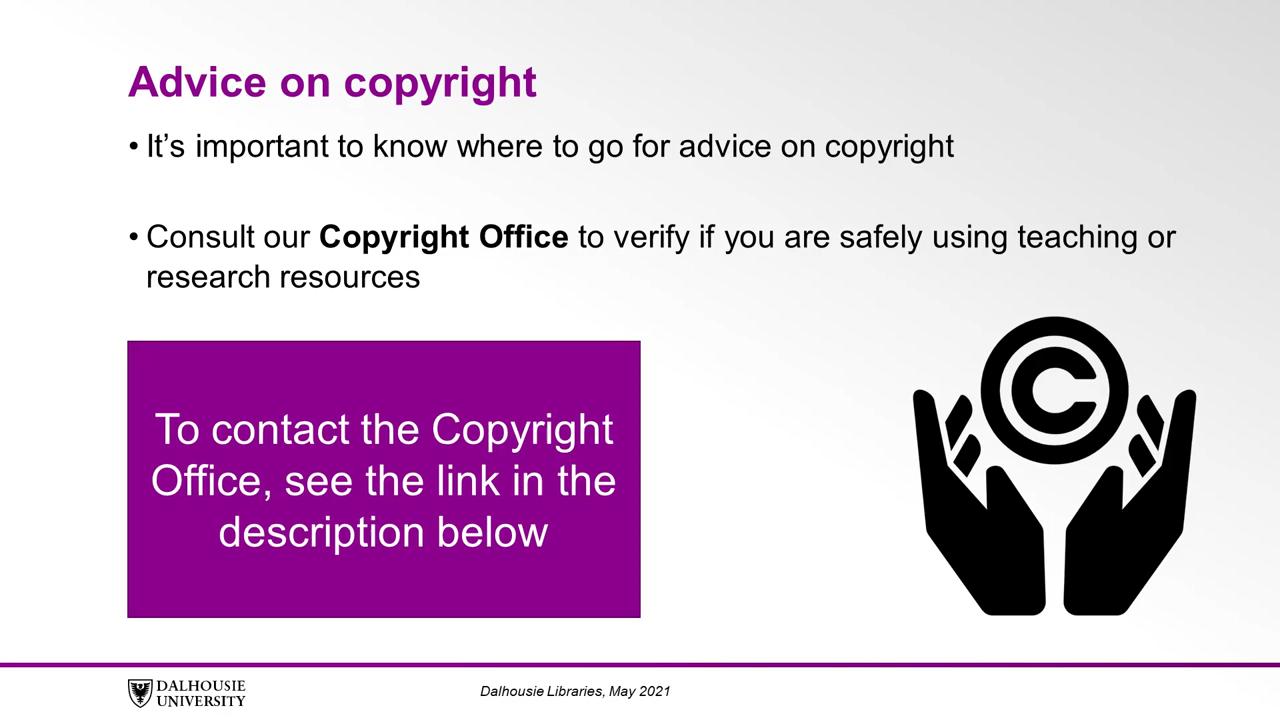 Advice on copyright
• It’s important to know where to go for advice on copyright
• Consult our Copyright Office to verify if you are safely using teaching or
research resources
To contact the Copyright
Office, see the link in the
description below
©
DALHOUSIE
UNIVERSITY
Dalhousie Libraries, May 2021